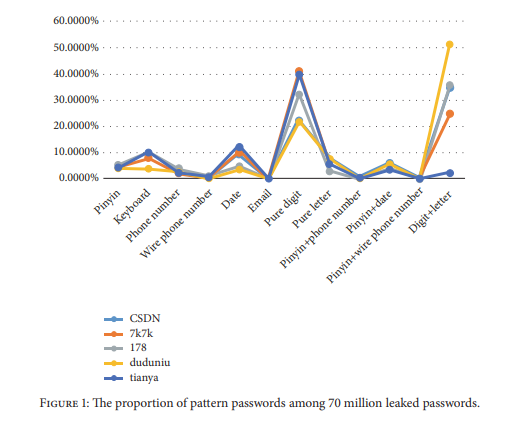 60.0000%
50.0000%
40.0000%
30.0000%
20.0000%
10.0000%
0.0000%
Pinyin
Keyboard
Phone number
Wire phone number
Date
Email
Pure digit
Pure letter
Pinyin+phone number
Pinyin+date
Pinyin+wire phone number
Digit+letter
CSDN
7k7k
178
duduniu
tianya
FIGURE 1: The proportion of pattern passwords among 70 million leaked passwords.